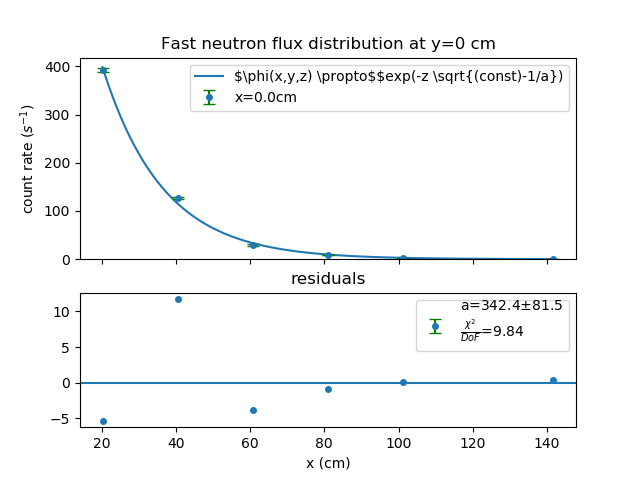 Fast neutron flux distribution at y=0 cm
400
300
200
100
0
count rate (s⁻¹)
$\phi(x,y,z) \propto$$exp(-z \sqrt{(const)-1/a})
x=0.0cm
residuals
10
5
0
−5
a=342.4±81.5
χ²/DoF=9.84
20 40 60 80 100 120 140
x (cm)